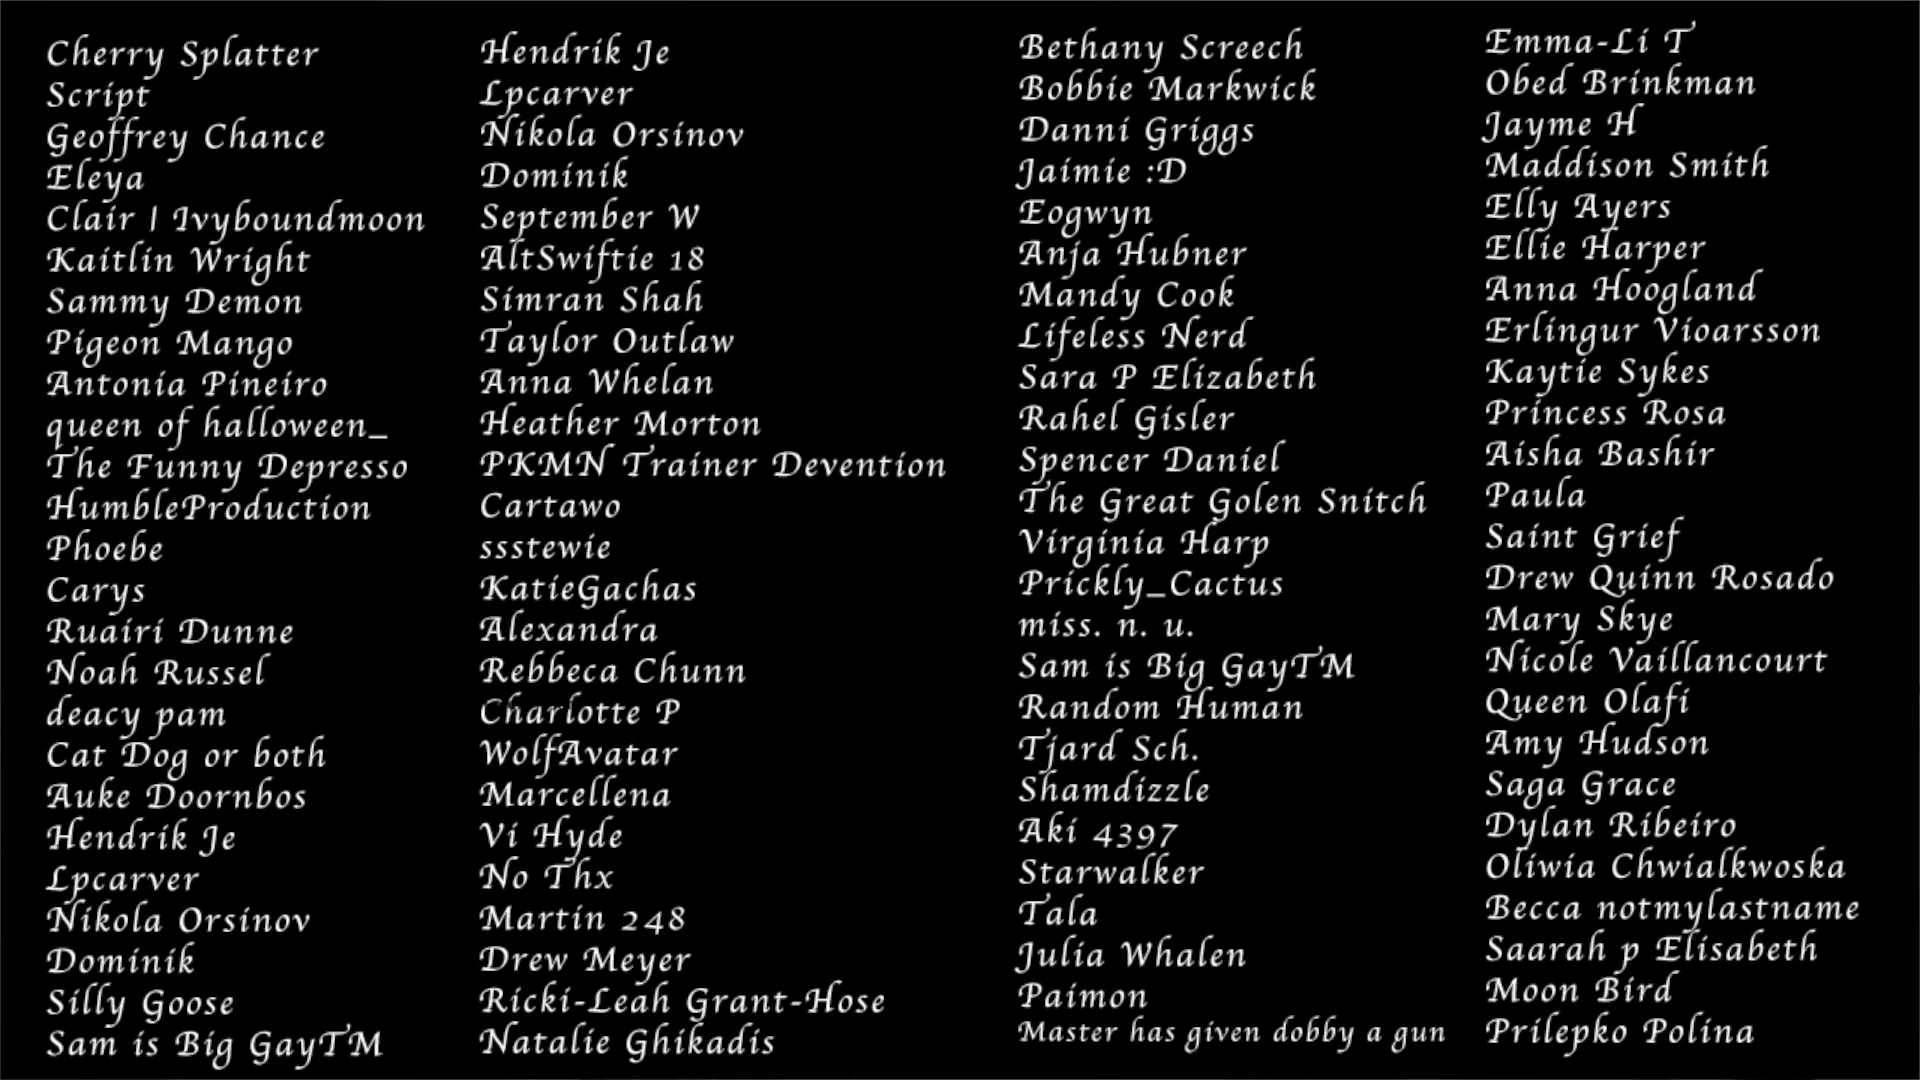 Cherry Splatter
Script
Geoffrey Chance
Eleya
Clair | Ivyboundmoon
Kaitlin Wright
Sammy Demon
Pigeon Mango
Antonia Pineiro
queen of halloween_
The Funny Depresso
HumbleProduction
Phoebe
Carys
Ruairi Dunne
Noah Russel
deacy pam
Cat Dog or both
Auke Doornbos
Hendrik Je
Lpcarver
Nikola Orsinov
Dominik
Silly Goose
Sam is Big GayTM
Hendrik Je
Lpcarver
Nikola Orsinov
Dominik
September W
AltSwiftie 18
Simran Shah
Taylor Outlaw
Anna Whelan
Heather Morton
PKMN Trainer Devention
Cartawo
ssstewie
KatieGachas
Alexandra
Rebbeca Chunn
Charlotte P
WolfAvatar
Marcellena
Vi Hyde
No Thx
Martin 248
Drew Meyer
Ricki-Leah Grant-Hose
Natalie Ghikadis
Bethany Screech
Bobbie Markwick
Danni Griggs
Jaimie :D
Eogwyn
Anja Hubner
Mandy Cook
Lifeless Nerd
Sara P Elizabeth
Rahel Gisler
Spencer Daniel
The Great Golen Snitch
Virginia Harp
Prickly_Cactus
miss. n. u.
Sam is Big GayTM
Random Human
Tjard Sch.
Shamdizzle
Aki 4397
Starwalker
Tala
Julia Whalen
Paimon
Master has given dobby a gun
Emma-Li T
Obed Brinkman
Jayme H
Maddison Smith
Elly Ayers
Ellie Harper
Anna Hoogland
Erlingur Vioarsson
Kaytie Sykes
Princess Rosa
Aisha Bashir
Paula
Saint Grief
Drew Quinn Rosado
Mary Skye
Nicole Vaillancourt
Queen Olafi
Amy Hudson
Saga Grace
Dylan Ribeiro
Oliwia Chwialkwoska
Becca notmylastname
Saarah p Elisabeth
Moon Bird
Prilepko Polina